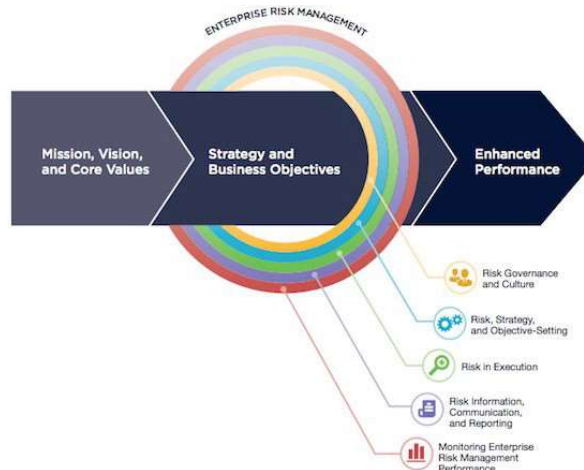 ENTERPRISE RISK MANAGEMENT
Mission, Vision,
and Core Values
Strategy and
Business Objectives
Enhanced
Performance
Risk Governance
and Culture
Risk, Strategy,
and Objective-Setting
Risk in Execution
Risk Information,
Communication,
and Reporting
Monitoring Enterprise
Risk Management
Performance